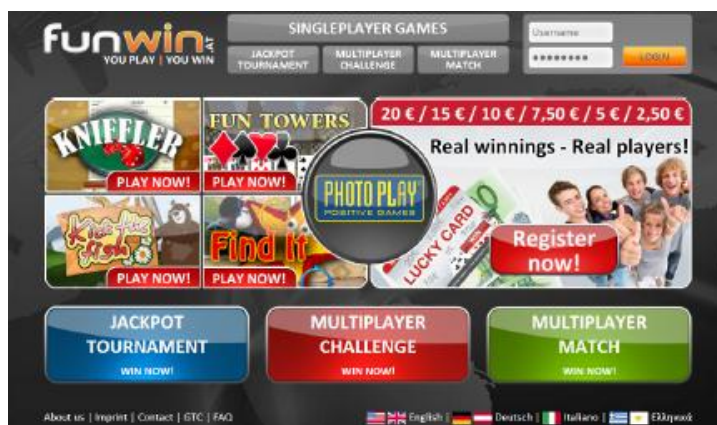 funwin.at
YOU PLAY | YOU WIN
SINGLEPLAYER GAMES
JACKPOT
TOURNAMENT
MULTIPLAYER
CHALLENGE
MULTIPLAYER
MATCH
Username
LOGIN
KNIFFLER
PLAY NOW!
FUN TOWERS
PLAY NOW!
fish
PLAY NOW!
Find It
PLAY NOW!
PHOTO PLAY
POSITIVE GAMES
20 € / 15 € / 10 € / 7,50 € / 5 € / 2,50 €
Real winnings - Real players!
LUCKY CARD
Register
now!
JACKPOT
TOURNAMENT
WIN NOW!
MULTIPLAYER
CHALLENGE
WIN NOW!
MULTIPLAYER
MATCH
WIN NOW!
About us | Imprint | Contact | GTC | FAQ
English | Deutsch | Italiano | Ελληνικά